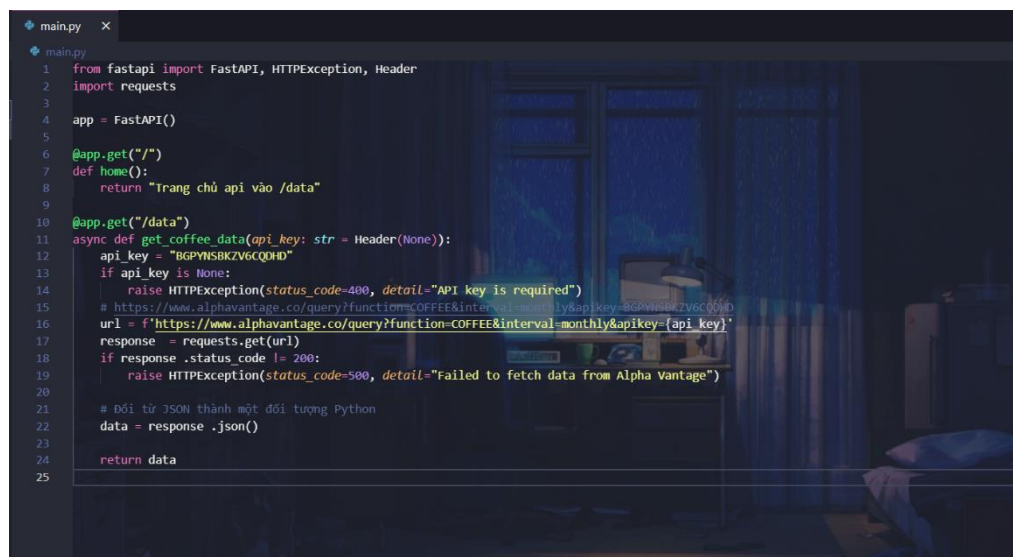 main.py ×
main.py
1 from fastapi import FastAPI, HTTPException, Header
2 import requests
3
4 app = FastAPI()
5
6 @app.get("/")
7 def home():
8     return "Trang chủ api vào /data"
9
10 @app.get("/data")
11 async def get_coffee_data(api_key: str = Header(None)):
12     api_key = "BGPYNSBKZV6CQDHD"
13     if api_key is None:
14         raise HTTPException(status_code=400, detail="API key is required")
15     # https://www.alphavantage.co/query?function=COFFEE&interval=monthly&apikey=BGPYNSBKZV6CQDHD
16     url = f'https://www.alphavantage.co/query?function=COFFEE&interval=monthly&apikey={api_key}'
17     response  = requests.get(url)
18     if response .status_code != 200:
19         raise HTTPException(status_code=500, detail="Failed to fetch data from Alpha Vantage")
20
21     # Đổi từ JSON thành một đối tượng Python
22     data = response .json()
23
24     return data
25